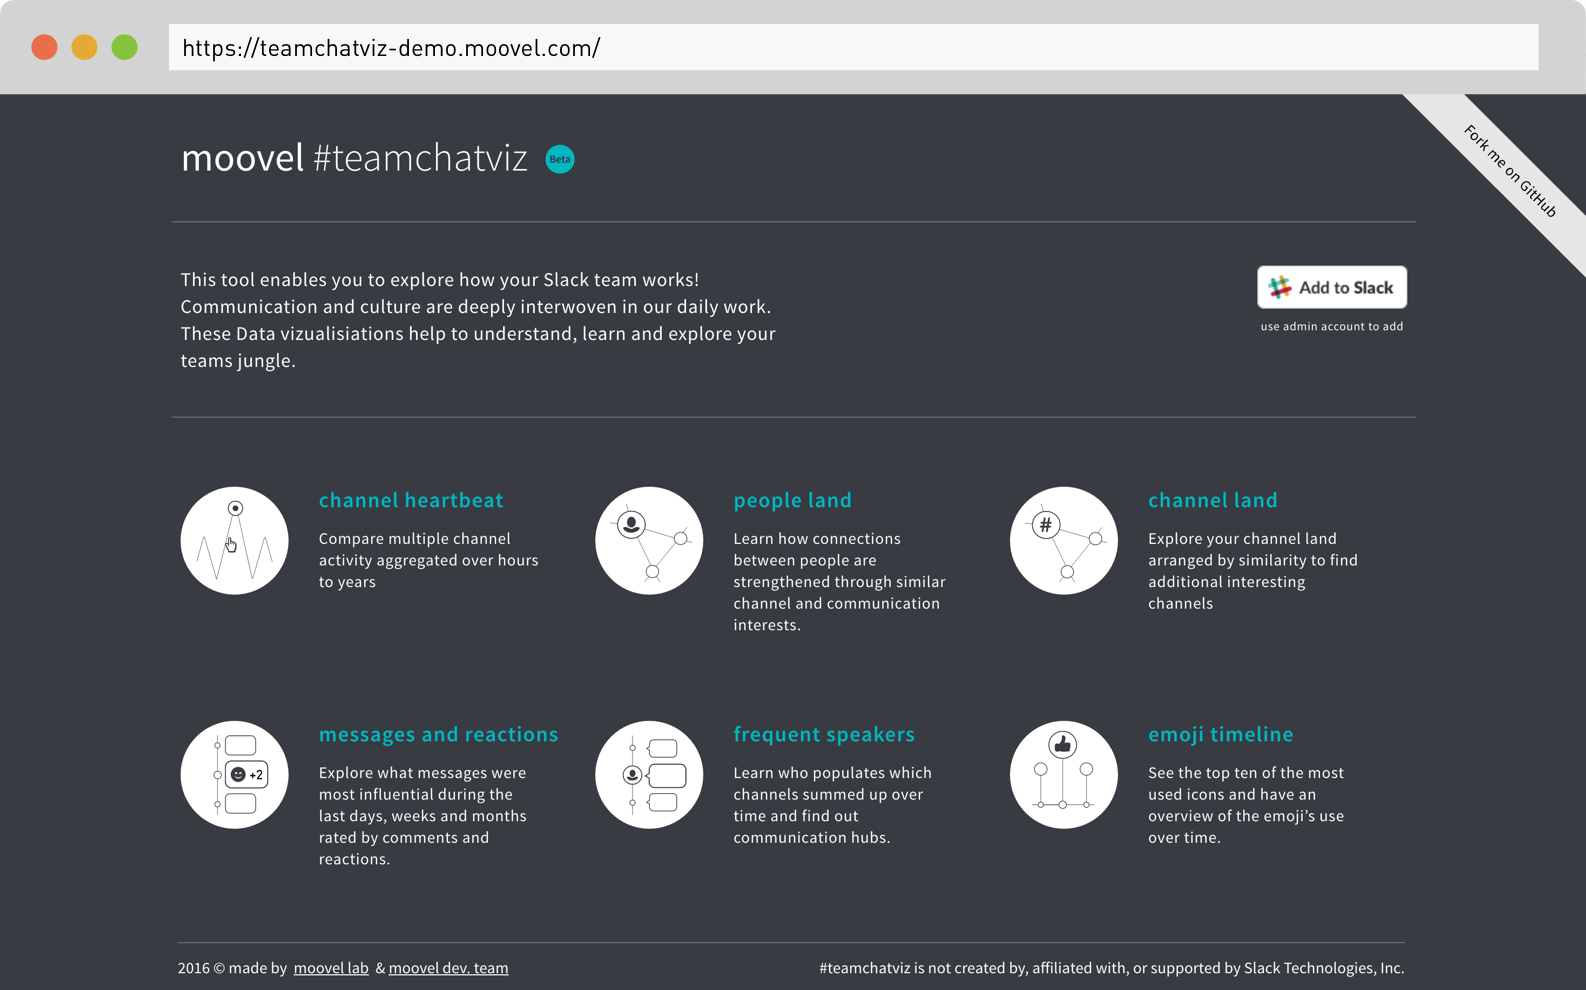 https://teamchatviz-demo.moovel.com/
Fork me on GitHub
moovel #teamchatviz Beta
This tool enables you to explore how your Slack team works!
Communication and culture are deeply interwoven in our daily work.
These Data vizualisiations help to understand, learn and explore your
teams jungle.
Add to Slack
use admin account to add
channel heartbeat
Compare multiple channel
activity aggregated over hours
to years
people land
Learn how connections
between people are
strengthened through similar
channel and communication
interests.
#
channel land
Explore your channel land
arranged by similarity to find
additional interesting
channels
+2
messages and reactions
Explore what messages were
most influential during the
last days, weeks and months
rated by comments and
reactions.
frequent speakers
Learn who populates which
channels summed up over
time and find out
communication hubs.
emoji timeline
See the top ten of the most
used icons and have an
overview of the emoji’s use
over time.
2016 © made by moovel lab & moovel dev. team
#teamchatviz is not created by, affiliated with, or supported by Slack Technologies, Inc.